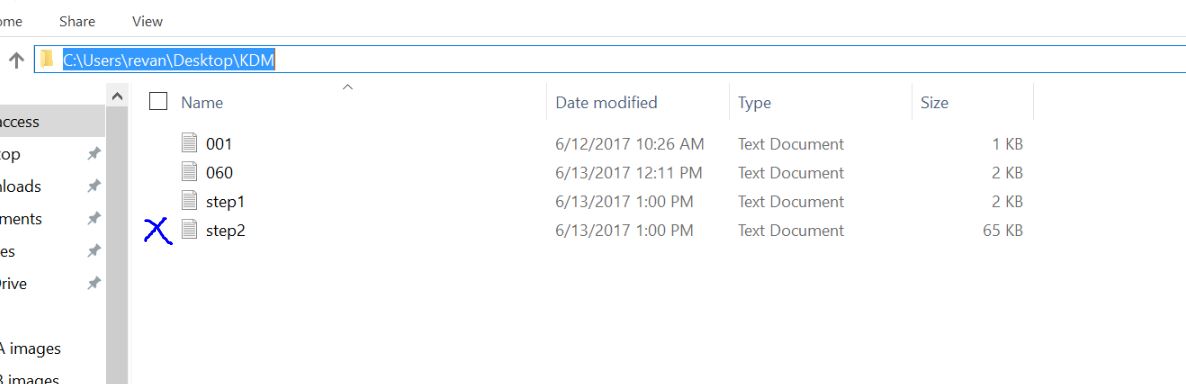 ome Share View
C:\Users\revan\Desktop\KDM
Name Date modified Type Size
access
top
nloads
ments
es
Drive
A images
B images
001 6/12/2017 10:26 AM Text Document 1 KB
060 6/13/2017 12:11 PM Text Document 2 KB
step1 6/13/2017 1:00 PM Text Document 2 KB
step2 6/13/2017 1:00 PM Text Document 65 KB